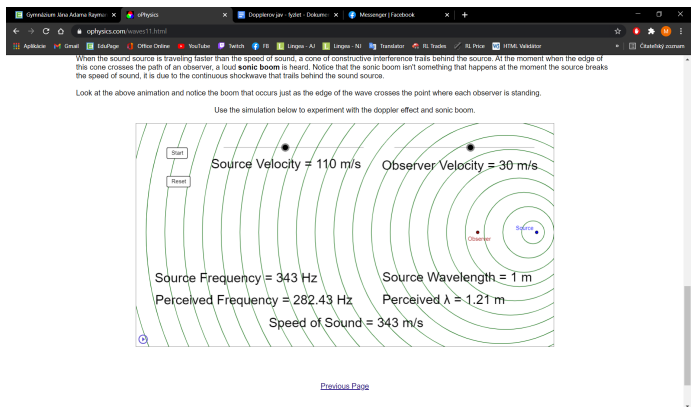 Gymnázium Jána Adama Rayman
oPhysics
Dopplerov jav - fyzlet - Dokume
Messenger | Facebook
ophysics.com/waves11.html
Aplikácie
Gmail
EduPage
Office Online
YouTube
Twitch
FB
Lingea - AJ
Lingea - NJ
Translator
RL Trades
RL Price
HTML Validátor
Čitateľský zoznam
When the sound source is traveling faster than the speed of sound, a cone of constructive interference trails behind the source. At the moment when the edge of
this cone crosses the path of an observer, a loud sonic boom is heard. Notice that the sonic boom isn't something that happens at the moment the source breaks
the speed of sound, it is due to the continuous shockwave that trails behind the sound source.
Look at the above animation and notice the boom that occurs just as the edge of the wave crosses the point where each observer is standing.
Use the simulation below to experiment with the doppler effect and sonic boom.
Start
Source Velocity = 110 m/s
Observer Velocity = 30 m/s
Reset
Source
Observer
Source Frequency = 343 Hz
Source Wavelength = 1 m
Perceived Frequency = 282.43 Hz
Perceived λ = 1.21 m
Speed of Sound = 343 m/s
Previous Page